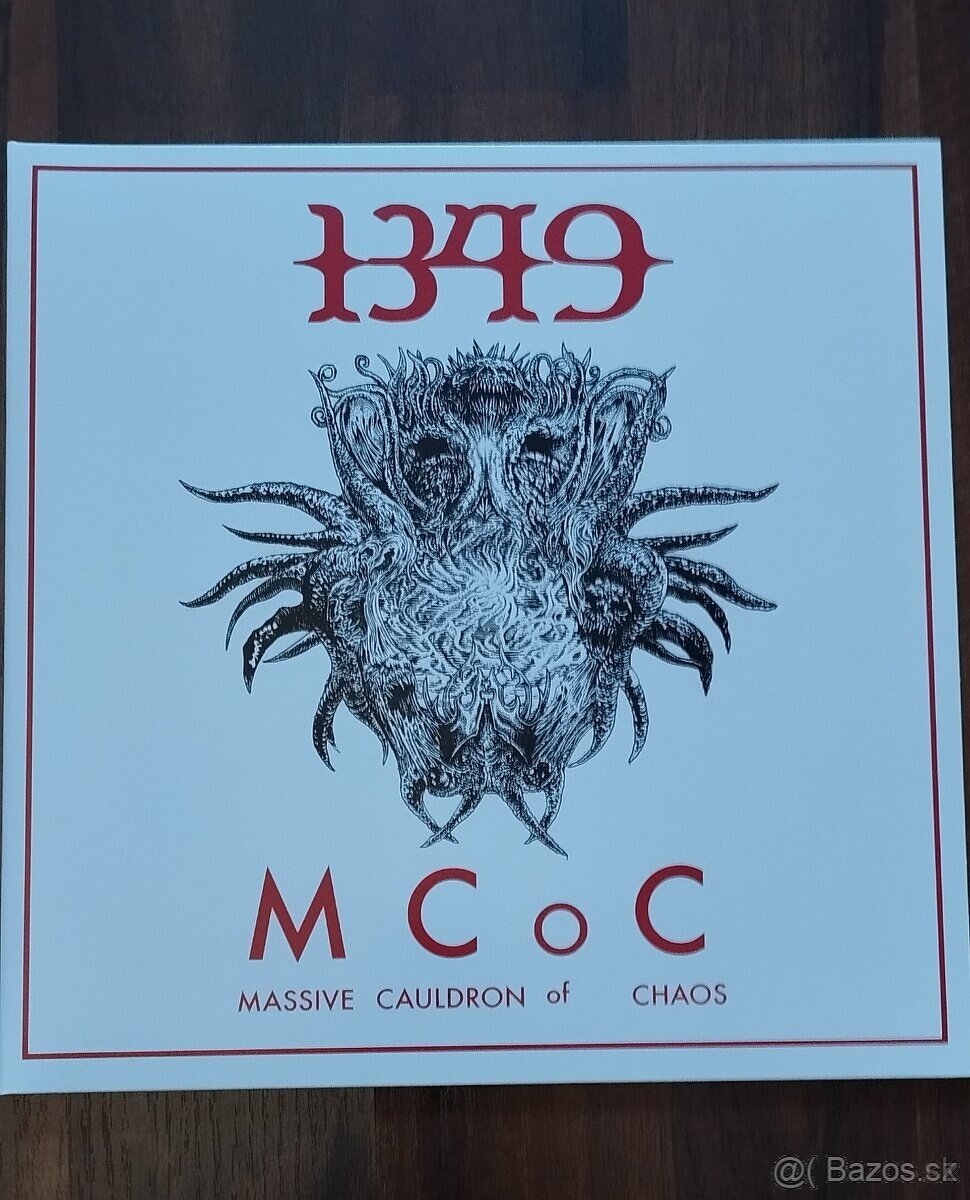 1349
M C o C
MASSIVE CAULDRON of CHAOS
@( Bazos.sk